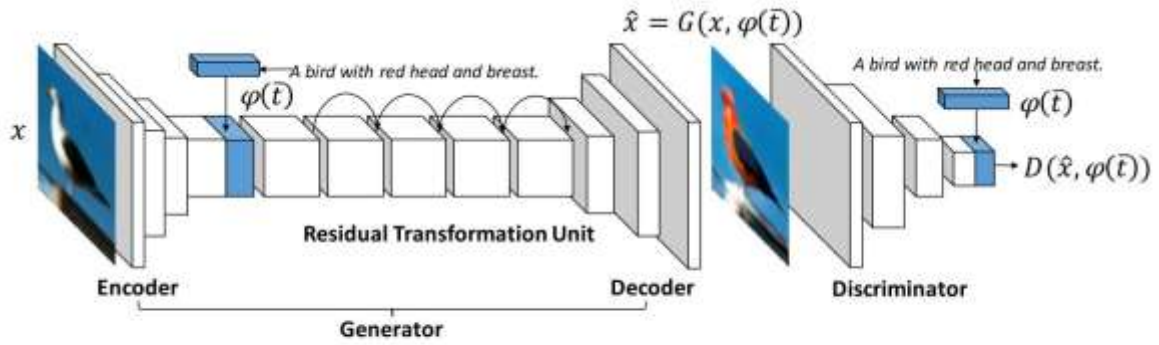 x̂ = G(x, φ(t̄))
A bird with red head and breast.
φ(t̄)
x
Residual Transformation Unit
Encoder
Decoder
Generator
A bird with red head and breast.
φ(t̄)
D(x̂, φ(t̄))
Discriminator